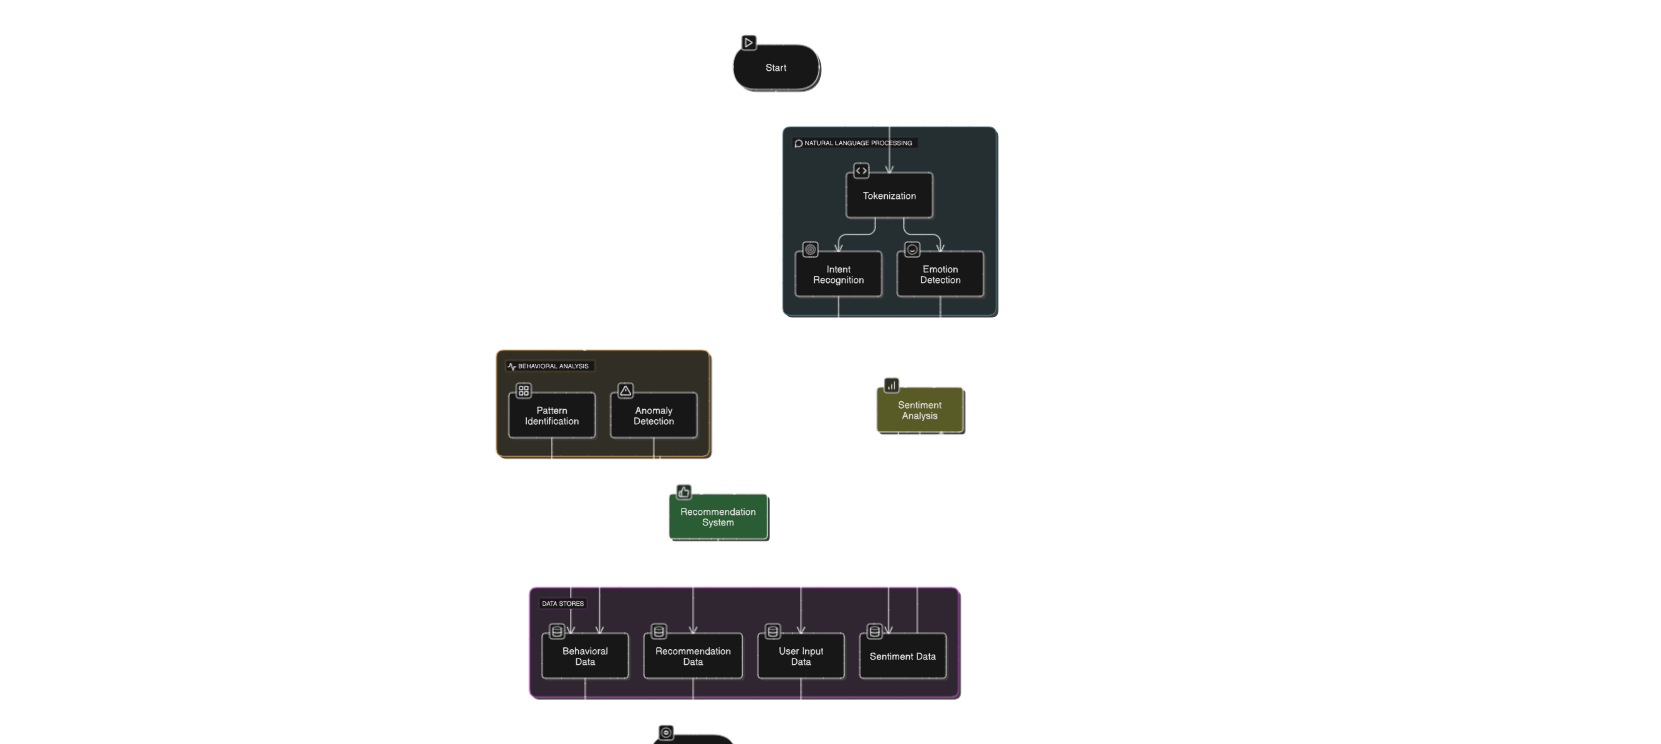 Start
NATURAL LANGUAGE PROCESSING
Tokenization
Intent
Recognition
Emotion
Detection
BEHAVIORAL ANALYSIS
Pattern
Identification
Anomaly
Detection
Sentiment
Analysis
Recommendation
System
DATA STORES
Behavioral
Data
Recommendation
Data
User Input
Data
Sentiment Data